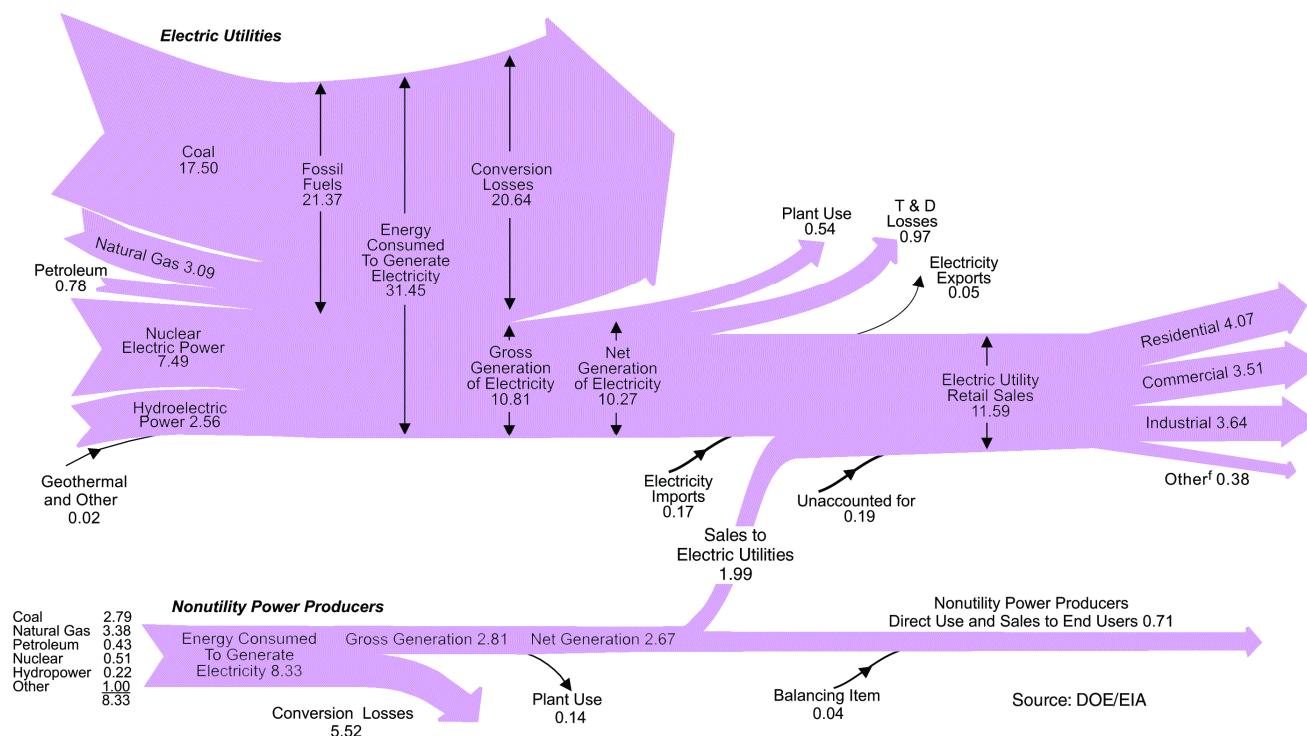 Electric Utilities
Coal
17.50
Fossil
Fuels
21.37
Conversion
Losses
20.64
Energy
Consumed
To Generate
Electricity
31.45
Natural Gas 3.09
Petroleum
0.78
Nuclear
Electric Power
7.49
Hydroelectric
Power 2.56
Geothermal
and Other
0.02
Gross
Generation
of Electricity
10.81
Net
Generation
of Electricity
10.27
Plant Use
0.54
T & D
Losses
0.97
Electricity
Exports
0.05
Electric Utility
Retail Sales
11.59
Residential 4.07
Commercial 3.51
Industrial 3.64
Otherᶠ 0.38
Electricity
Imports
0.17
Unaccounted for
0.19
Sales to
Electric Utilities
1.99
Nonutility Power Producers
Coal 2.79
Natural Gas 3.38
Petroleum 0.43
Nuclear 0.51
Hydropower 0.22
Other 1.00
8.33
Energy Consumed
To Generate
Electricity 8.33
Gross Generation 2.81
Net Generation 2.67
Conversion Losses
5.52
Plant Use
0.14
Nonutility Power Producers
Direct Use and Sales to End Users 0.71
Balancing Item
0.04
Source: DOE/EIA